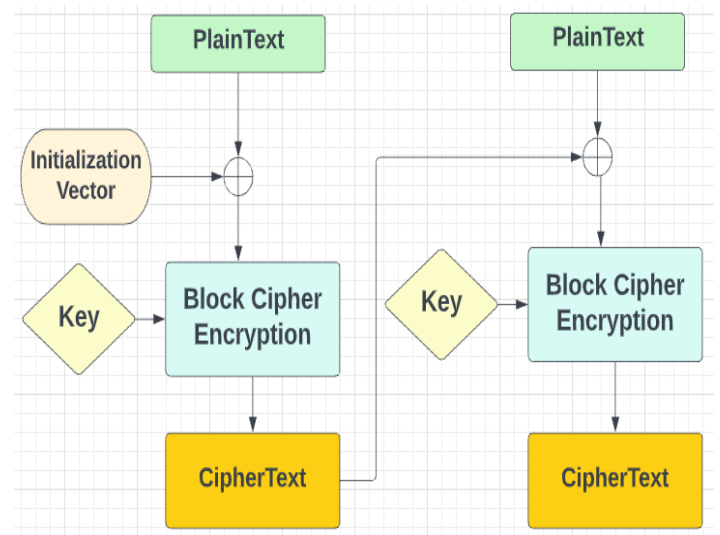 PlainText
PlainText
Initialization
Vector
Key
Block Cipher
Encryption
Key
Block Cipher
Encryption
CipherText
CipherText